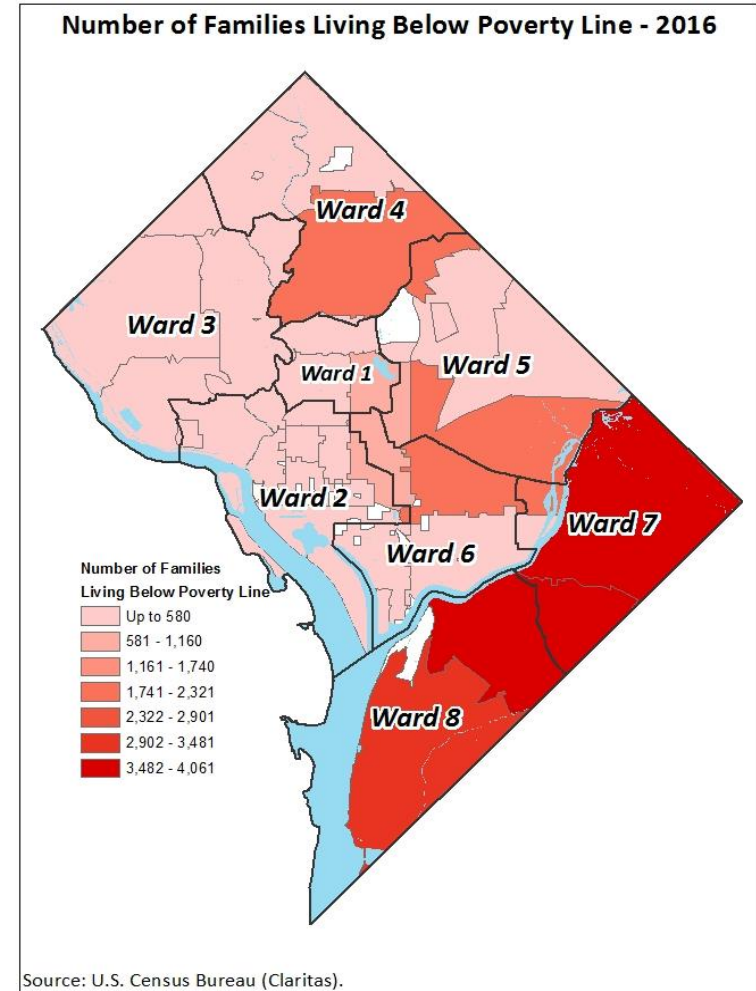 Number of Families Living Below Poverty Line - 2016
Ward 4
Ward 3
Ward 5
Ward 1
Ward 2
Ward 7
Ward 6
Ward 8
Number of Families
Living Below Poverty Line
Up to 580
581 - 1,160
1,161 - 1,740
1,741 - 2,321
2,322 - 2,901
2,902 - 3,481
3,482 - 4,061
Source: U.S. Census Bureau (Claritas).